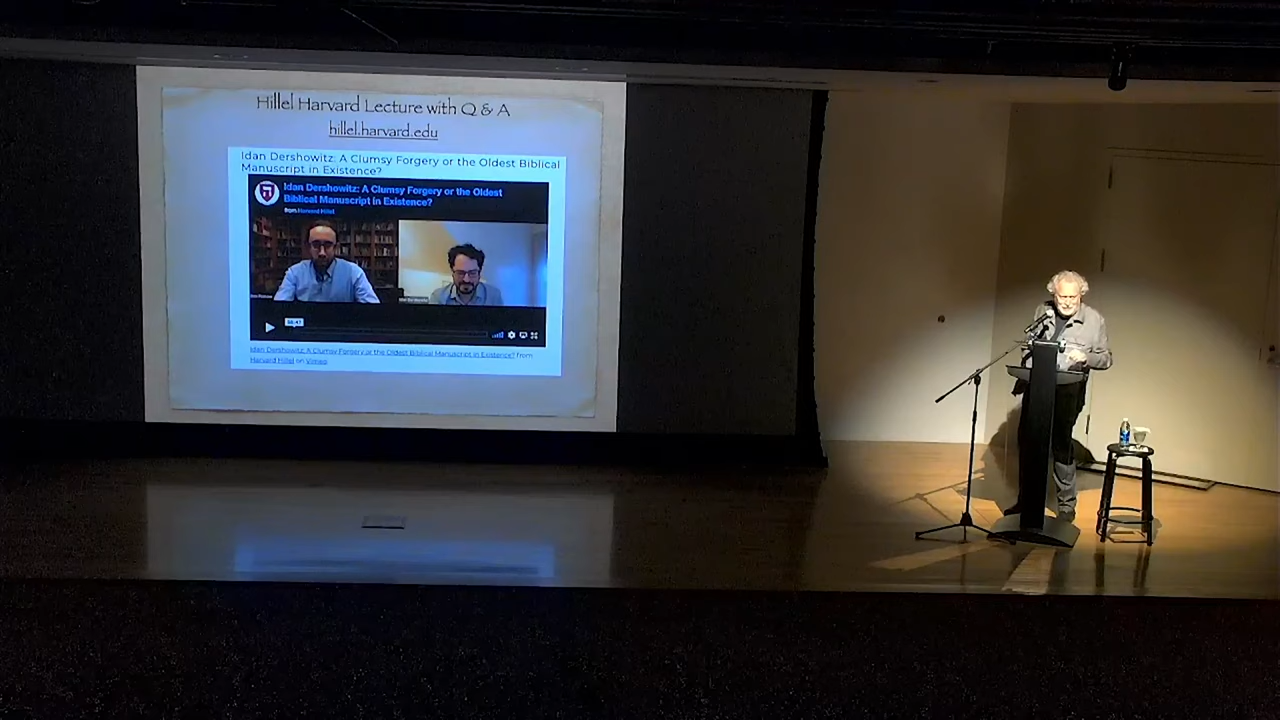 Hillel Harvard Lecture with Q & A
hillel.harvard.edu
Idan Dershowitz: A Clumsy Forgery or the Oldest Biblical
Manuscript in Existence?
Idan Dershowitz: A Clumsy Forgery or the Oldest
Biblical Manuscript in Existence?
from Harvard Hillel
Idan Dershowitz: A Clumsy Forgery or the Oldest Biblical Manuscript in Existence? from
Harvard Hillel on Vimeo.